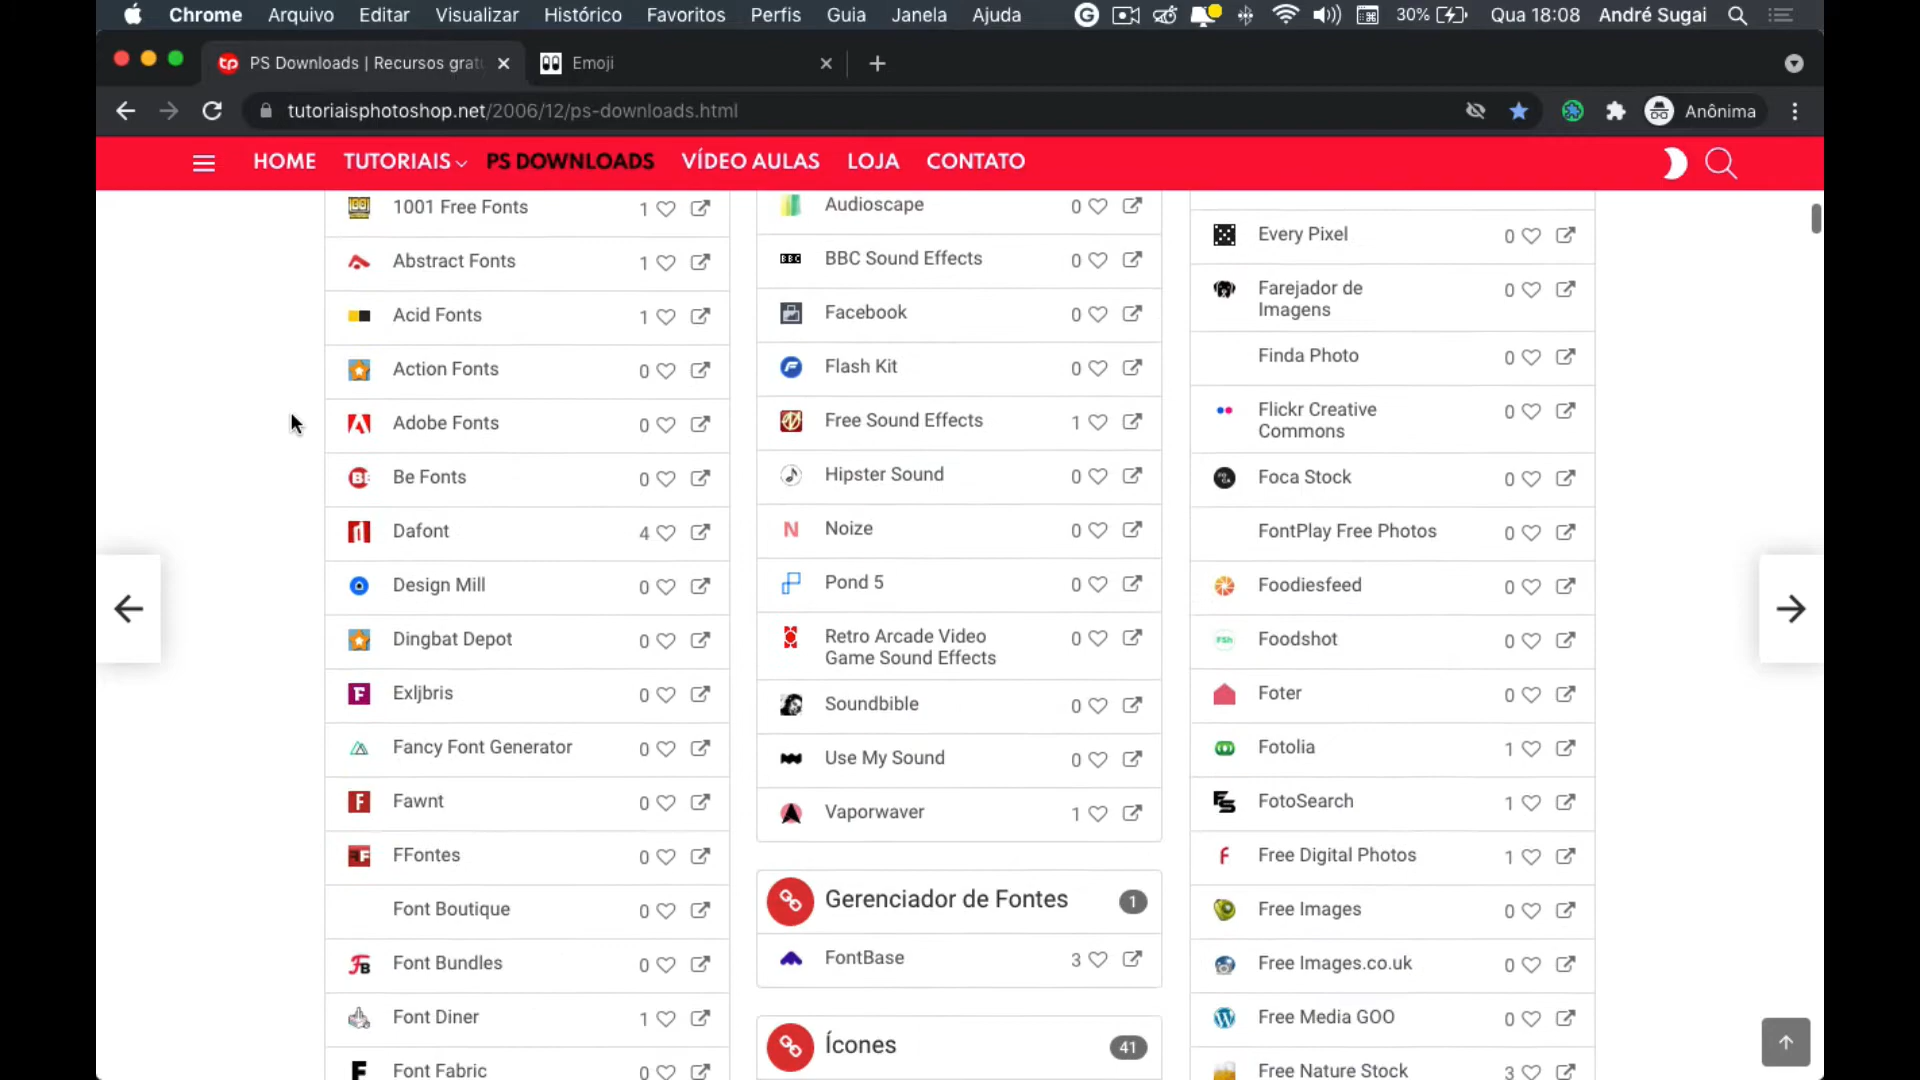 Chrome Arquivo Editar Visualizar Histórico Favoritos Perfis Guia Janela Ajuda 30% Qua 18:08 André Sugai
PS Downloads | Recursos grat
Emoji
tutoriaisphotoshop.net/2006/12/ps-downloads.html
Anônima
HOME TUTORIAIS PS DOWNLOADS VÍDEO AULAS LOJA CONTATO
1001 Free Fonts 1
Abstract Fonts 1
Acid Fonts 1
Action Fonts 0
Adobe Fonts 0
Be Fonts 0
Dafont 4
Design Mill 0
Dingbat Depot 0
Exljbris 0
Fancy Font Generator 0
Fawnt 0
FFontes 0
Font Boutique 0
Font Bundles 0
Font Diner 1
Font Fabric 0
Audioscape 0
BBC Sound Effects 0
Facebook 0
Flash Kit 0
Free Sound Effects 1
Hipster Sound 0
Noize 0
Pond 5 0
Retro Arcade Video 0
Game Sound Effects
Soundbible 0
Use My Sound 0
Vaporwaver 1
Gerenciador de Fontes 1
FontBase 3
Ícones 41
Every Pixel 0
Farejador de 0
Imagens
Finda Photo 0
Flickr Creative 0
Commons
Foca Stock 0
FontPlay Free Photos 0
Foodiesfeed 0
Foodshot 0
Foter 0
Fotolia 1
FotoSearch 1
Free Digital Photos 1
Free Images 0
Free Images.co.uk 0
Free Media GOO 0
Free Nature Stock 3